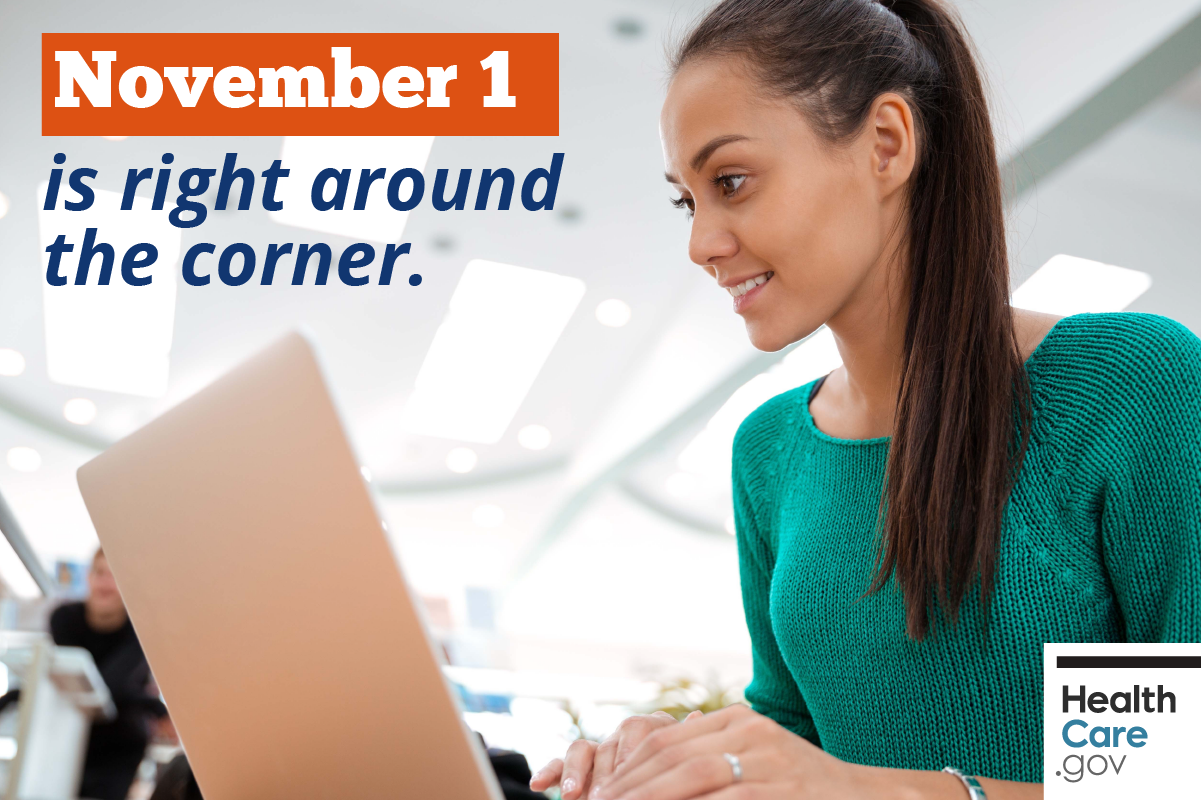 November 1
is right around
the corner.
Health
Care
.gov